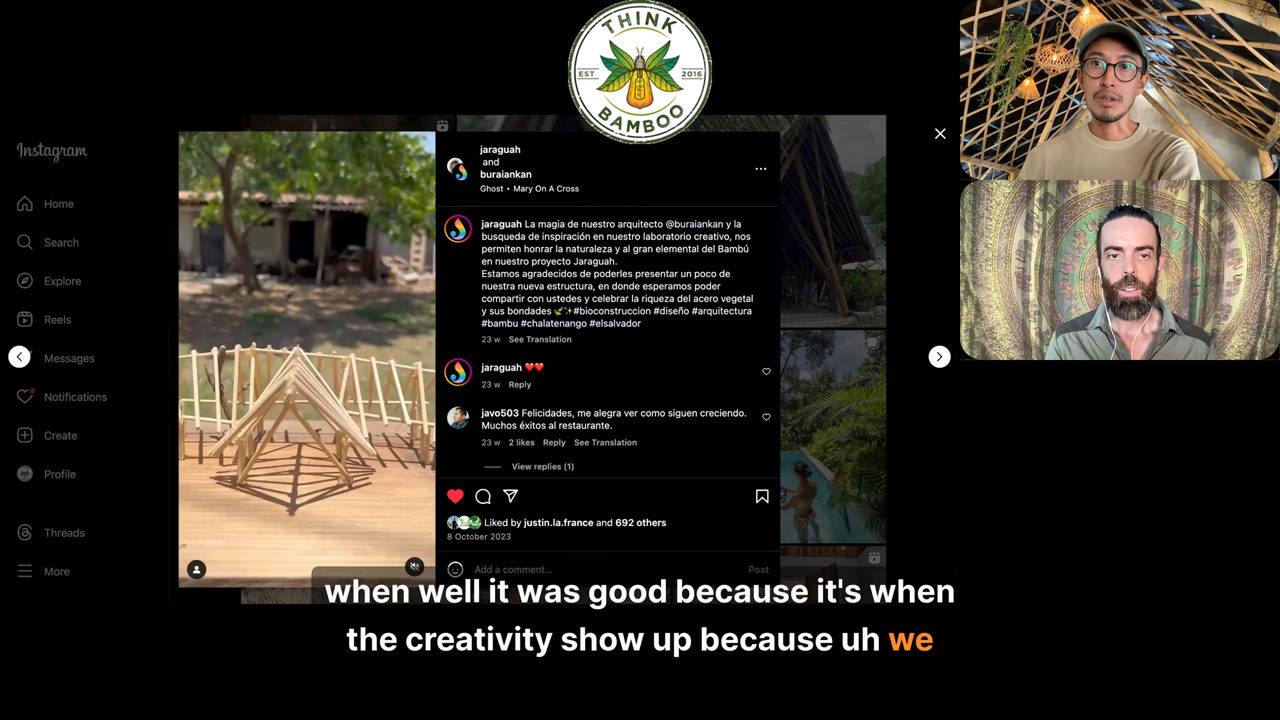 THINK
EST
2016
BAMBOO
Instagram
Home
Search
Explore
Reels
Messages
Notifications
Create
Profile
Threads
More
jaraguah
and
buraiankan
Ghost • Mary On A Cross
jaraguah La magia de nuestro arquitecto @buraiankan y la
busqueda de inspiración en nuestro laboratorio creativo, nos
permiten honrar la naturaleza y al gran elemental del Bambú
en nuestro proyecto Jaraguah.
Estamos agradecidos de poderles presentar un poco de
nuestra nueva estructura, en donde esperamos poder
compartir con ustedes y celebrar la riqueza del acero vegetal
y sus bondades 🌿✨#bioconstruccion #diseño #arquitectura
#bambu #chalatenango #elsalvador
23 w See Translation
jaraguah ❤️❤️
23 w Reply
javo503 Felicidades, me alegra ver como siguen creciendo.
Muchos éxitos al restaurante.
23 w 2 likes Reply See Translation
View replies (1)
Liked by justin.la.france and 692 others
8 October 2023
Add a comment...
Post
when well it was good because it's when
the creativity show up because uh we